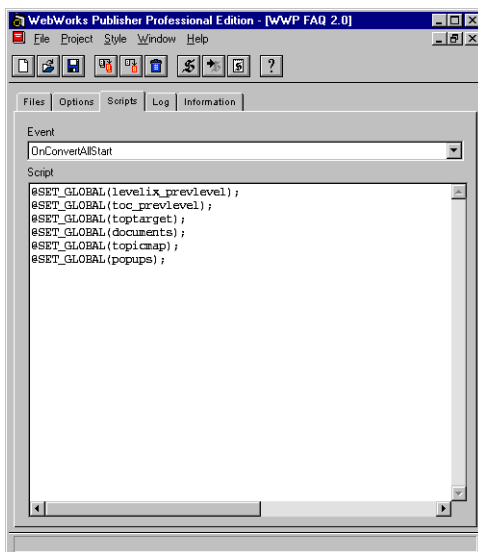 WebWorks Publisher Professional Edition - [WWP FAQ 2.0]
File Project Style Window Help
Files Options Scripts Log Information
Event
OnConvertAllStart
Script
@SET_GLOBAL(levelix_prevlevel);
@SET_GLOBAL(toc_prevlevel);
@SET_GLOBAL(toptarget);
@SET_GLOBAL(documents);
@SET_GLOBAL(topicmap);
@SET_GLOBAL(popups);